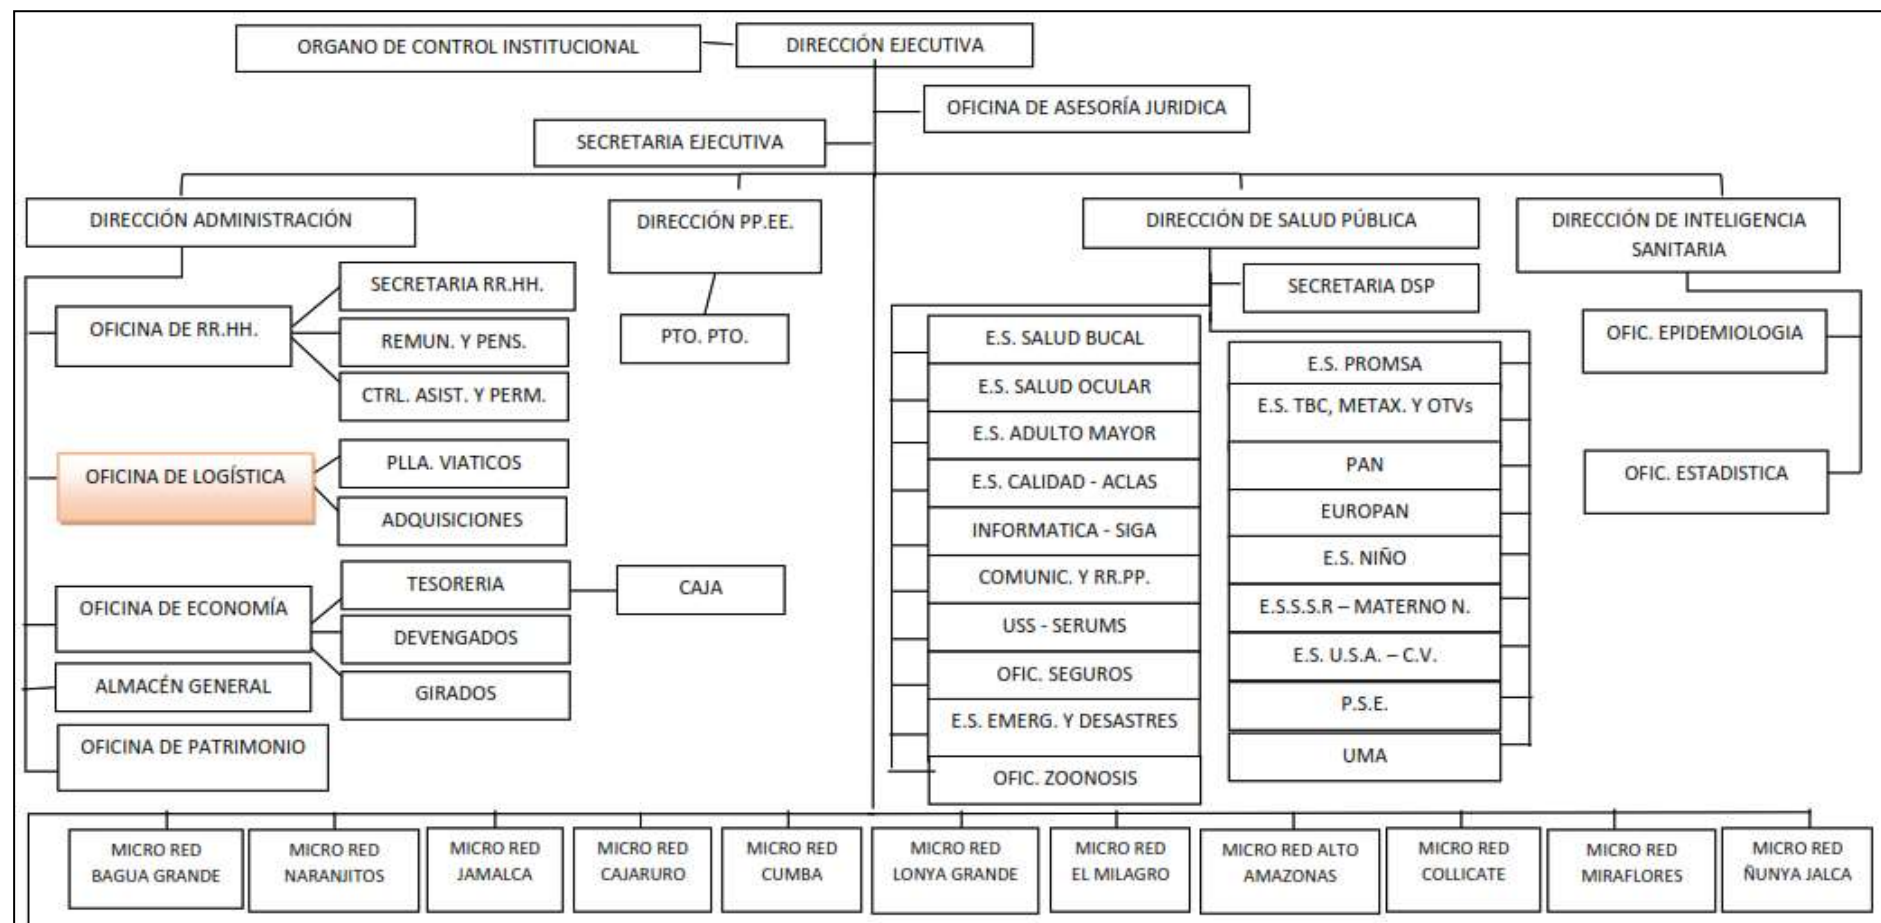 ORGANO DE CONTROL INSTITUCIONAL
DIRECCIÓN EJECUTIVA
OFICINA DE ASESORÍA JURIDICA
SECRETARIA EJECUTIVA
DIRECCIÓN ADMINISTRACIÓN
DIRECCIÓN PP.EE.
DIRECCIÓN DE SALUD PÚBLICA
DIRECCIÓN DE INTELIGENCIA
SANITARIA
OFICINA DE RR.HH.
SECRETARIA RR.HH.
REMUN. Y PENS.
CTRL. ASIST. Y PERM.
OFICINA DE LOGÍSTICA
PLLA. VIATICOS
ADQUISICIONES
OFICINA DE ECONOMÍA
TESORERIA
CAJA
DEVENGADOS
GIRADOS
ALMACÉN GENERAL
OFICINA DE PATRIMONIO
PTO. PTO.
SECRETARIA DSP
E.S. SALUD BUCAL
E.S. SALUD OCULAR
E.S. ADULTO MAYOR
E.S. CALIDAD - ACLAS
INFORMATICA - SIGA
COMUNIC. Y RR.PP.
USS - SERUMS
OFIC. SEGUROS
E.S. EMERG. Y DESASTRES
OFIC. ZOONOSIS
E.S. PROMSA
E.S. TBC, METAX. Y OTVs
PAN
EUROPAN
E.S. NIÑO
E.S.S.S.R – MATERNO N.
E.S. U.S.A. – C.V.
P.S.E.
UMA
OFIC. EPIDEMIOLOGIA
OFIC. ESTADISTICA
MICRO RED
BAGUA GRANDE
MICRO RED
NARANJITOS
MICRO RED
JAMALCA
MICRO RED
CAJARURO
MICRO RED
CUMBA
MICRO RED
LONYA GRANDE
MICRO RED
EL MILAGRO
MICRO RED ALTO
AMAZONAS
MICRO RED
COLLICATE
MICRO RED
MIRAFLORES
MICRO RED
ÑUNYA JALCA